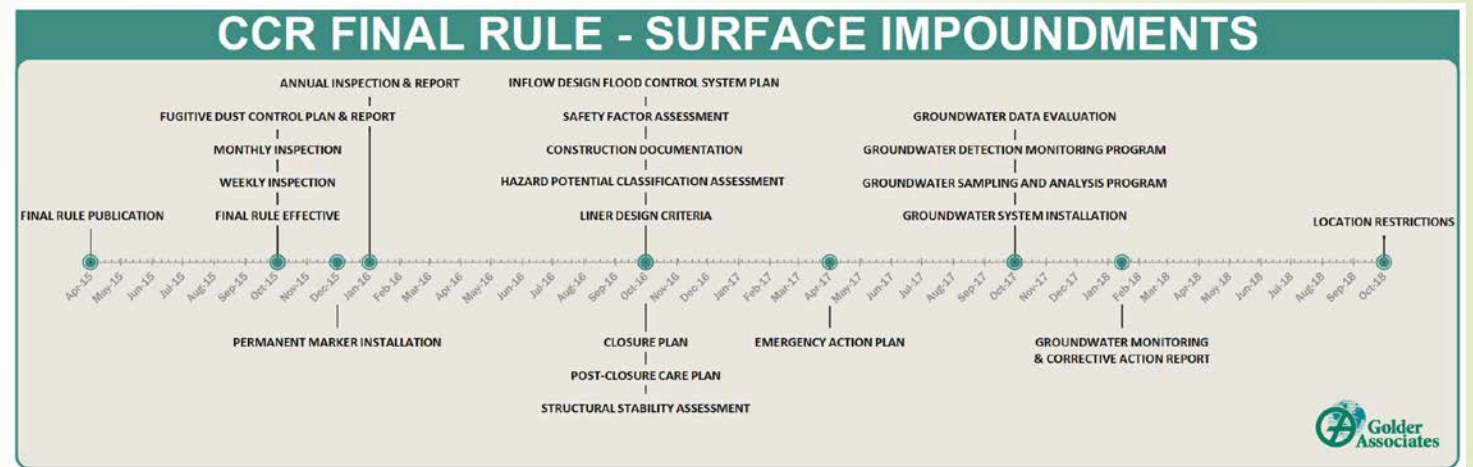 CCR FINAL RULE - SURFACE IMPOUNDMENTS
ANNUAL INSPECTION & REPORT
INFLOW DESIGN FLOOD CONTROL SYSTEM PLAN
FUGITIVE DUST CONTROL PLAN & REPORT
SAFETY FACTOR ASSESSMENT
GROUNDWATER DATA EVALUATION
MONTHLY INSPECTION
CONSTRUCTION DOCUMENTATION
GROUNDWATER DETECTION MONITORING PROGRAM
WEEKLY INSPECTION
HAZARD POTENTIAL CLASSIFICATION ASSESSMENT
GROUNDWATER SAMPLING AND ANALYSIS PROGRAM
FINAL RULE PUBLICATION
FINAL RULE EFFECTIVE
LINER DESIGN CRITERIA
GROUNDWATER SYSTEM INSTALLATION
LOCATION RESTRICTIONS
Apr-15
May-15
Jun-15
Jul-15
Aug-15
Sep-15
Oct-15
Nov-15
Dec-15
Jan-16
Feb-16
Mar-16
Apr-16
May-16
Jun-16
Jul-16
Aug-16
Sep-16
Oct-16
Nov-16
Dec-16
Jan-17
Feb-17
Mar-17
Apr-17
May-17
Jun-17
Jul-17
Aug-17
Sep-17
Oct-17
Nov-17
Dec-17
Jan-18
Feb-18
Mar-18
Apr-18
May-18
Jun-18
Jul-18
Aug-18
Sep-18
Oct-18
PERMANENT MARKER INSTALLATION
CLOSURE PLAN
EMERGENCY ACTION PLAN
GROUNDWATER MONITORING
& CORRECTIVE ACTION REPORT
POST-CLOSURE CARE PLAN
STRUCTURAL STABILITY ASSESSMENT
Golder
Associates